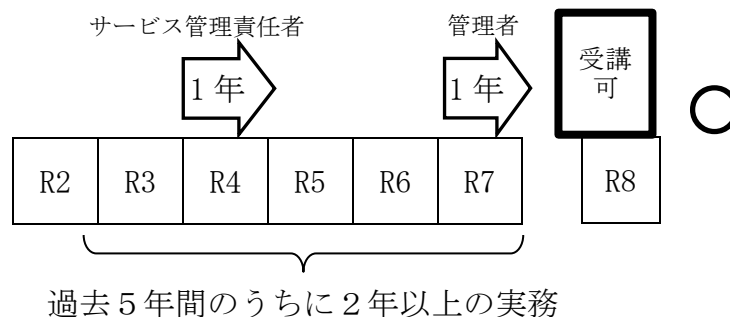 サービス管理責任者 管理者
1年 1年 受講
可
R2 R3 R4 R5 R6 R7 R8
過去5年間のうちに2年以上の実務